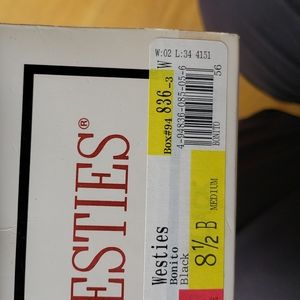 ESTIES®
W:02 L:34 4151
Box#94 836-3 W
4-94836-085-05-6
56
BONITO
Westies
Bonito
Black
8½ B MEDIUM